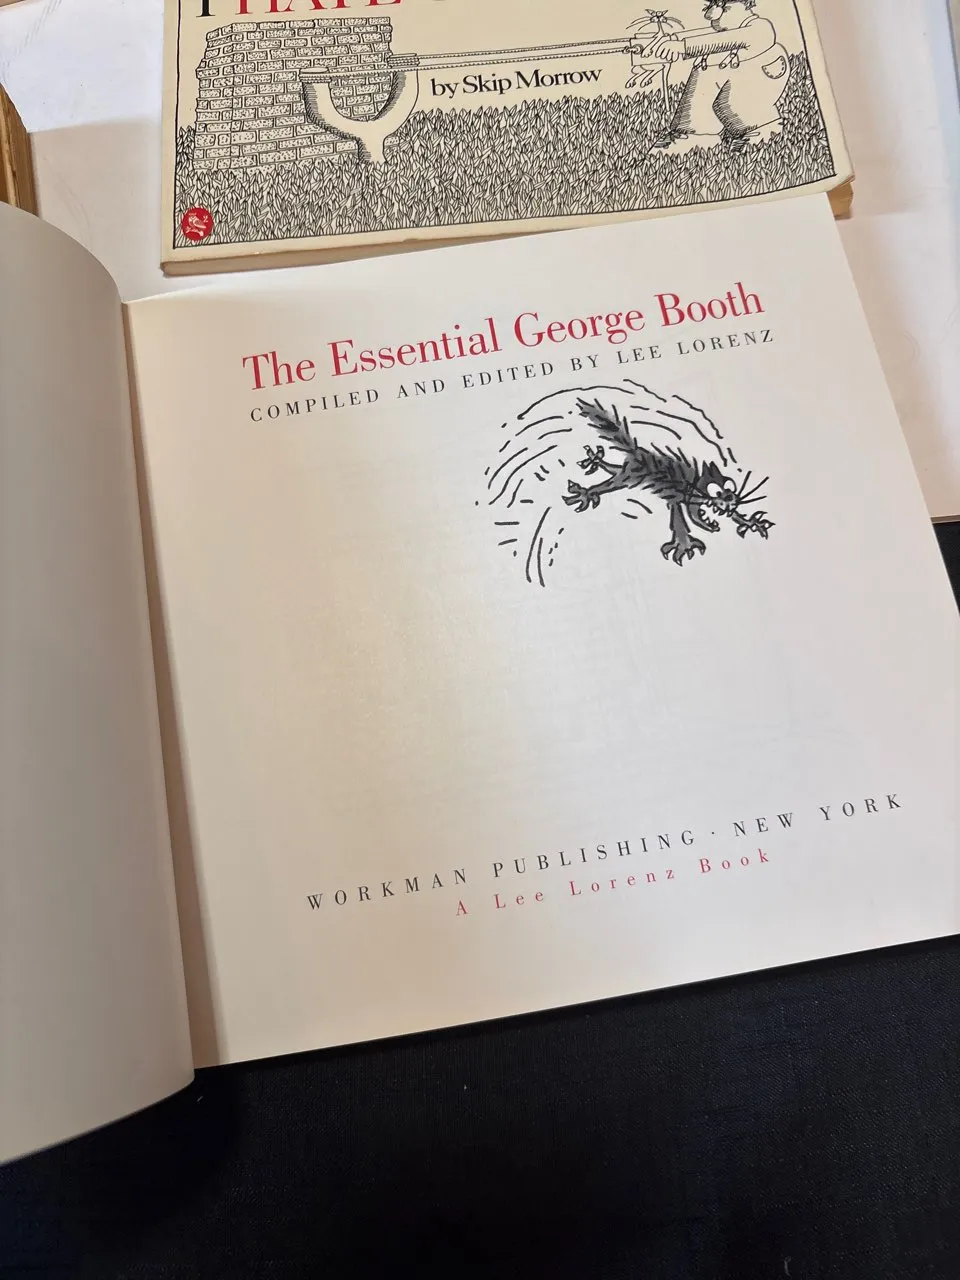 I HATE
by Skip Morrow
The Essential George Booth
COMPILED AND EDITED BY LEE LORENZ
WORKMAN PUBLISHING · NEW YORK
A Lee Lorenz Book